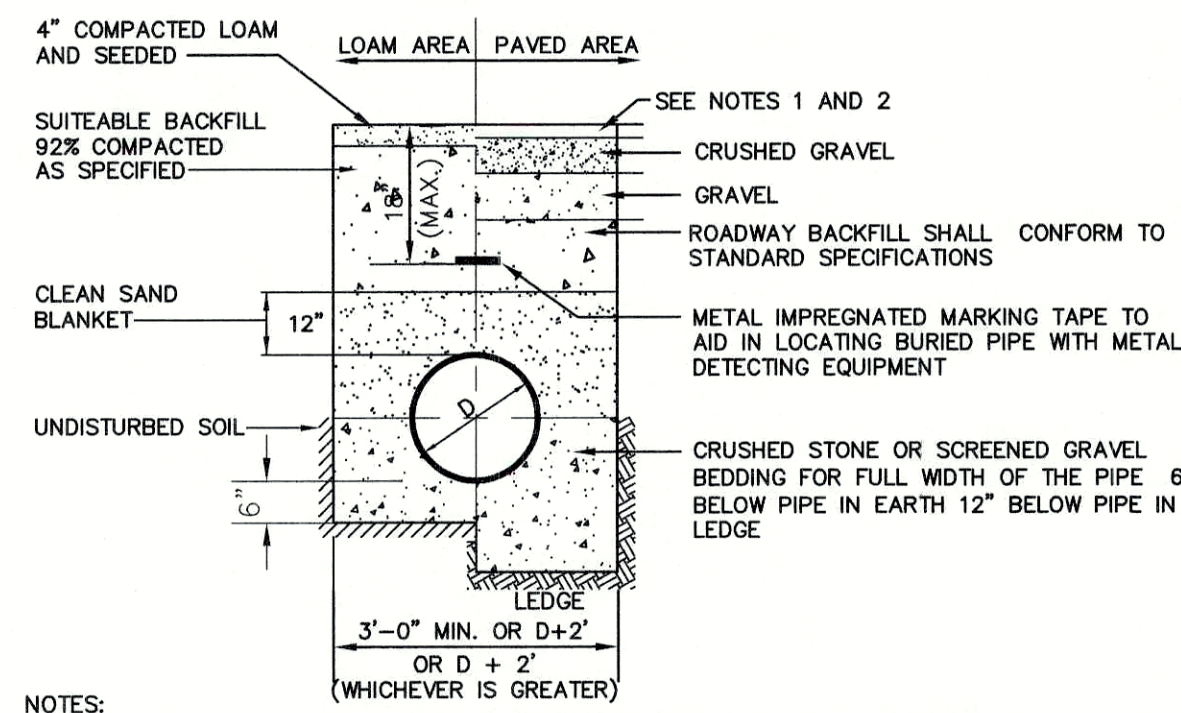 4" COMPACTED LOAM
AND SEEDED
LOAM AREA
PAVED AREA
SEE NOTES 1 AND 2
SUITEABLE BACKFILL
92% COMPACTED
AS SPECIFIED
CRUSHED GRAVEL
GRAVEL
18"
(MAX.)
ROADWAY BACKFILL SHALL CONFORM TO
STANDARD SPECIFICATIONS
CLEAN SAND
BLANKET
12"
METAL IMPREGNATED MARKING TAPE TO
AID IN LOCATING BURIED PIPE WITH METAL
DETECTING EQUIPMENT
D
UNDISTURBED SOIL
6"
CRUSHED STONE OR SCREENED GRAVEL
BEDDING FOR FULL WIDTH OF THE PIPE 6
BELOW PIPE IN EARTH 12" BELOW PIPE IN
LEDGE
LEDGE
3'-0" MIN. OR D+2'
OR D + 2'
(WHICHEVER IS GREATER)
NOTES: